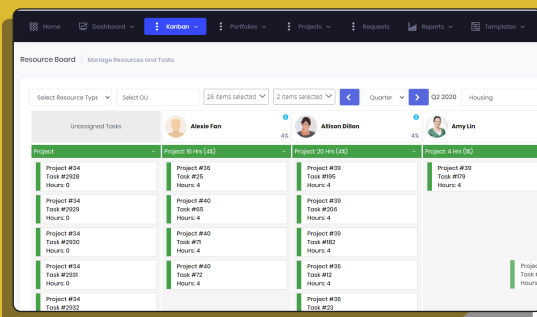 Home Dashboard Kanban Portfolios Projects Requests Reports Templates
Resource Board Manage Resources and Tasks
Select Resource Type Select OU 26 items selected 2 items selected Quarter Q2 2020 Housing
Unassigned Tasks Alexie Fan 4% Allison Dillon 4% Amy Lin
Project - Project: 16 Hrs (4%) - Project: 20 Hrs (4%) - Project: 4 Hrs (1%)
Project #34
Task #2928
Hours: 0
Project #34
Task #2929
Hours: 0
Project #34
Task #2930
Hours: 0
Project #34
Task #2931
Hours: 0
Project #34
Task #2932
Project #36
Task #25
Hours: 4
Project #40
Task #65
Hours: 4
Project #40
Task #71
Hours: 4
Project #40
Task #72
Hours: 4
Project #39
Task #195
Hours: 4
Project #39
Task #206
Hours: 4
Project #39
Task #182
Hours: 4
Project #36
Task #12
Hours: 4
Project #36
Task #23
Project #39
Task #179
Hours: 4
Projec
Task #
Hours